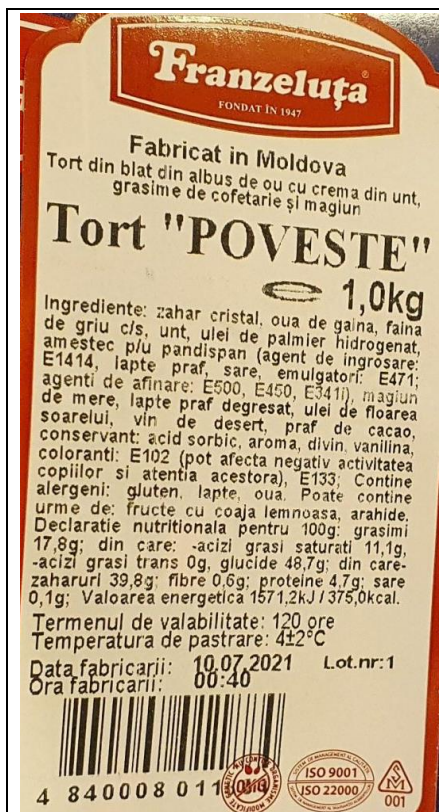 Franzeluța®
FONDAT ÎN 1947
Fabricat in Moldova
Tort din blat din albus de ou cu crema din unt,
grasime de cofetarie și magiun
Tort "POVESTE"
1,0kg
Ingrediente: zahar cristal, oua de gaina, faina
de griu c/s, unt, ulei de palmier hidrogenat,
amestec p/u pandispan (agent de ingrosare:
E1414, lapte praf, sare, emulgatori: E471;
agenti de afinare: E500, E450, E341i), magiun
de mere, lapte praf degresat, ulei de floarea
soarelui, vin de desert, praf de cacao,
conservant: acid sorbic, aroma, divin, vanilina,
coloranti: E102 (pot afecta negativ activitatea
copiilor si atentia acestora), E133; Contine
alergeni: gluten, lapte, oua. Poate contine
urme de: fructe cu coaja lemnoasa, arahide.
Declaratie nutritionala pentru 100g: grasimi
17,8g; din care: -acizi grasi saturati 11,1g,
-acizi grasi trans 0g, glucide 48,7g; din care-
zaharuri 39,8g; fibre 0,6g; proteine 4,7g; sare
0,1g; Valoarea energetica 1571,2kJ / 375,0kcal.
Termenul de valabilitate: 120 ore
Temperatura de pastrare: 4±2°C
Data fabricarii: 10.07.2021 Lot.nr:1
Ora fabricarii: 00:40
4 840008 011
ISO 9001
ISO 22000
001